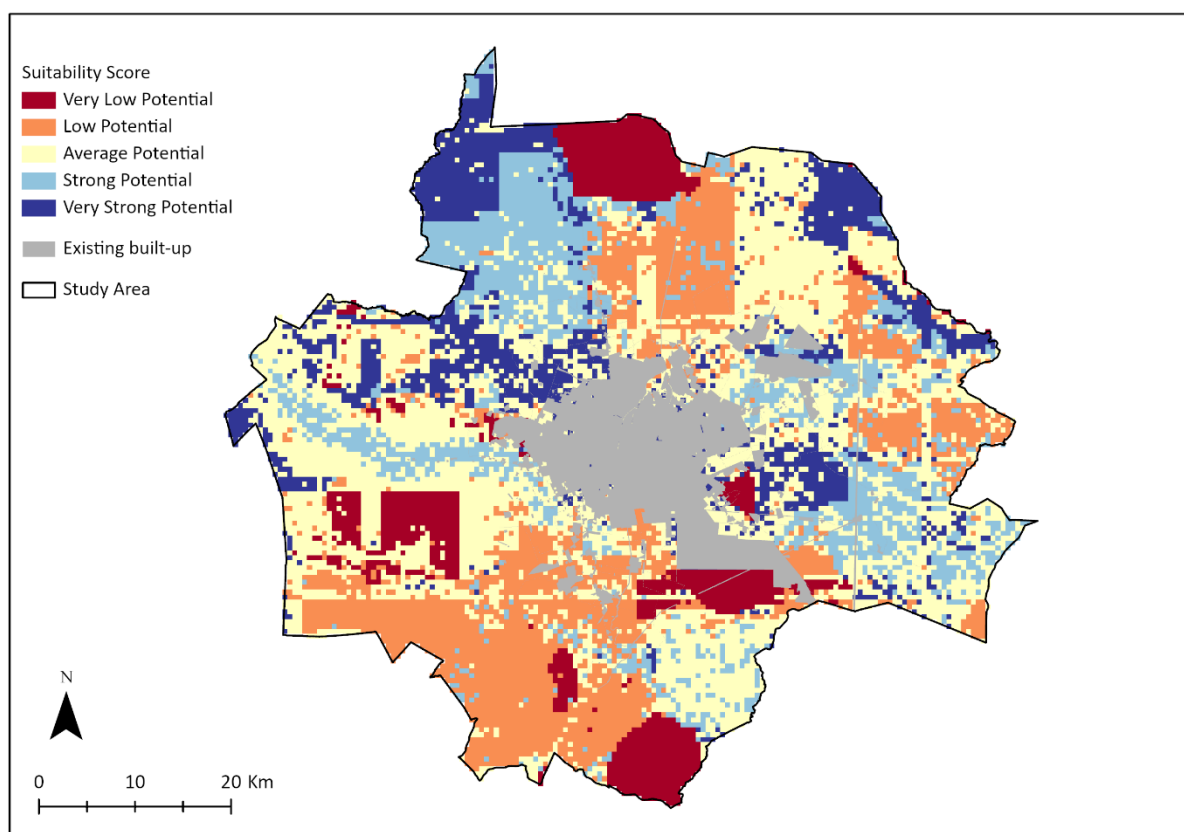 Suitability Score
Very Low Potential
Low Potential
Average Potential
Strong Potential
Very Strong Potential
Existing built-up
Study Area
N
0 10 20 Km